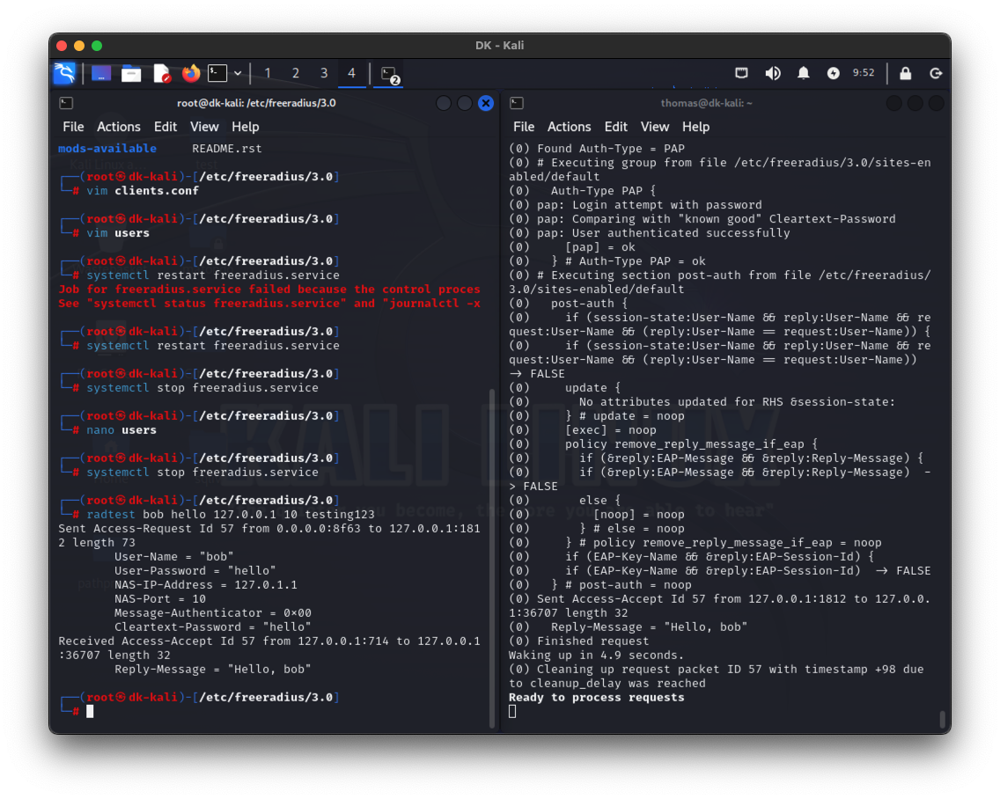 DK - Kali
1 2 3 4 2 9:52
root@dk-kali: /etc/freeradius/3.0
File Actions Edit View Help
mods-available README.rst
┌──(root㉿dk-kali)-[/etc/freeradius/3.0]
└─# vim clients.conf
┌──(root㉿dk-kali)-[/etc/freeradius/3.0]
└─# vim users
┌──(root㉿dk-kali)-[/etc/freeradius/3.0]
└─# systemctl restart freeradius.service
Job for freeradius.service failed because the control proces
See "systemctl status freeradius.service" and "journalctl -x
┌──(root㉿dk-kali)-[/etc/freeradius/3.0]
└─# systemctl restart freeradius.service
┌──(root㉿dk-kali)-[/etc/freeradius/3.0]
└─# systemctl stop freeradius.service
┌──(root㉿dk-kali)-[/etc/freeradius/3.0]
└─# nano users
┌──(root㉿dk-kali)-[/etc/freeradius/3.0]
└─# systemctl stop freeradius.service
┌──(root㉿dk-kali)-[/etc/freeradius/3.0]
└─# radtest bob hello 127.0.0.1 10 testing123
Sent Access-Request Id 57 from 0.0.0.0:8f63 to 127.0.0.1:181
2 length 73
User-Name = "bob"
User-Password = "hello"
NAS-IP-Address = 127.0.1.1
NAS-Port = 10
Message-Authenticator = 0×00
Cleartext-Password = "hello"
Received Access-Accept Id 57 from 127.0.0.1:714 to 127.0.0.1
:36707 length 32
Reply-Message = "Hello, bob"
┌──(root㉿dk-kali)-[/etc/freeradius/3.0]
└─#
thomas@dk-kali: ~
File Actions Edit View Help
(0) Found Auth-Type = PAP
(0) # Executing group from file /etc/freeradius/3.0/sites-en
abled/default
(0)   Auth-Type PAP {
(0) pap: Login attempt with password
(0) pap: Comparing with "known good" Cleartext-Password
(0) pap: User authenticated successfully
(0)     [pap] = ok
(0)   } # Auth-Type PAP = ok
(0) # Executing section post-auth from file /etc/freeradius/
3.0/sites-enabled/default
(0)   post-auth {
(0)     if (session-state:User-Name && reply:User-Name && re
quest:User-Name && (reply:User-Name == request:User-Name)) {
(0)     if (session-state:User-Name && reply:User-Name && re
quest:User-Name && (reply:User-Name == request:User-Name))
→ FALSE
(0)     update {
(0)       No attributes updated for RHS &session-state:
(0)     } # update = noop
(0)     [exec] = noop
(0)     policy remove_reply_message_if_eap {
(0)       if (&reply:EAP-Message && &reply:Reply-Message) {
(0)       if (&reply:EAP-Message && &reply:Reply-Message)  -
> FALSE
(0)       else {
(0)         [noop] = noop
(0)       } # else = noop
(0)     } # policy remove_reply_message_if_eap = noop
(0)     if (EAP-Key-Name && &reply:EAP-Session-Id) {
(0)     if (EAP-Key-Name && &reply:EAP-Session-Id)  → FALSE
(0)   } # post-auth = noop
(0) Sent Access-Accept Id 57 from 127.0.0.1:1812 to 127.0.0.
1:36707 length 32
(0)   Reply-Message = "Hello, bob"
(0) Finished request
Waking up in 4.9 seconds.
(0) Cleaning up request packet ID 57 with timestamp +98 due
to cleanup_delay was reached
Ready to process requests
KALI LINUX